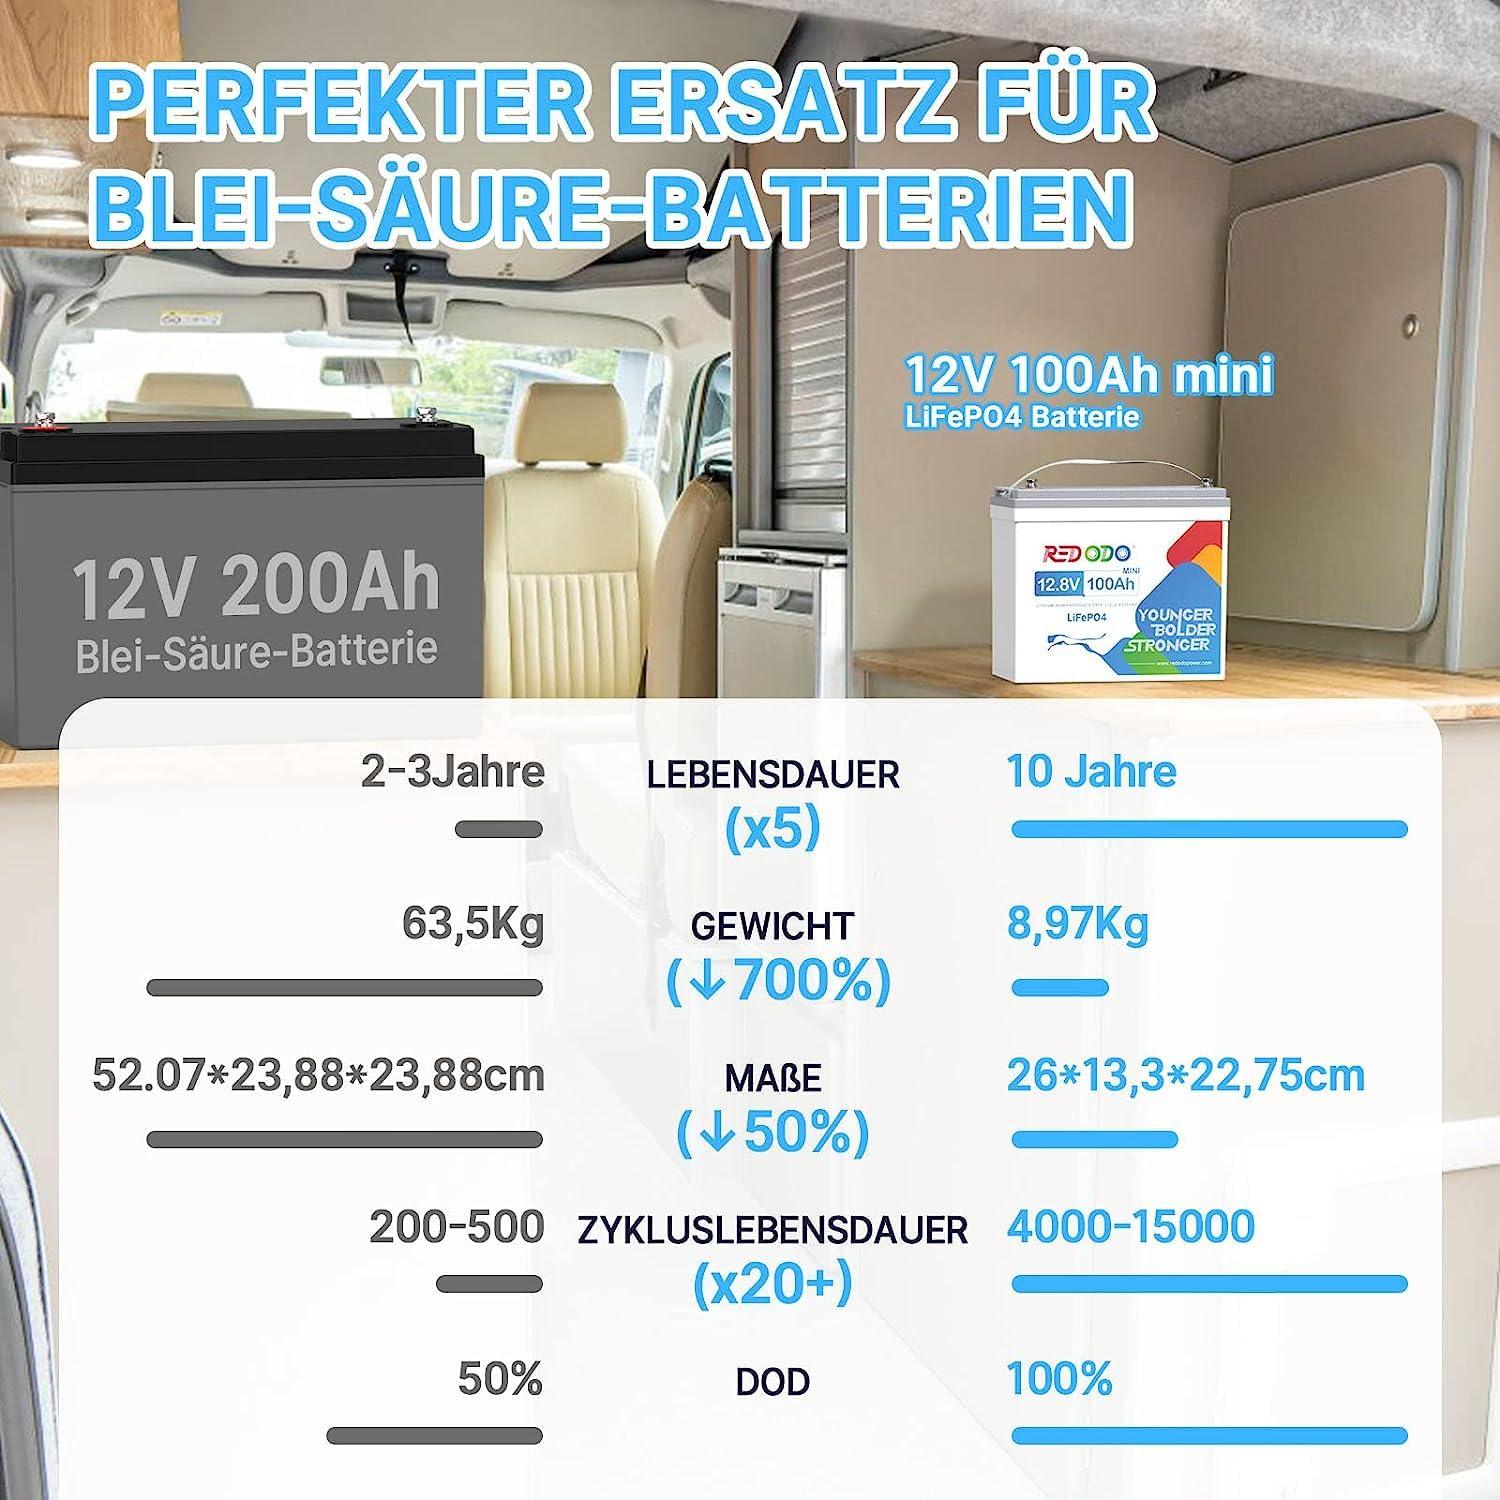 PERFEKTER ERSATZ FÜR
BLEI-SÄURE-BATTERIEN
12V 100Ah mini
LiFePO4 Batterie
12V 200Ah
Blei-Säure-Batterie
REDODO
MINI
12.8V 100Ah
LiFePO4
YOUNGER
BOLDER
STRONGER
www.redodopower.com
2-3Jahre LEBENSDAUER 10 Jahre
(x5)
63,5Kg GEWICHT 8,97Kg
(↓700%)
52.07*23,88*23,88cm MAßE 26*13,3*22,75cm
(↓50%)
200-500 ZYKLUSLEBENSDAUER 4000-15000
(x20+)
50% DOD 100%